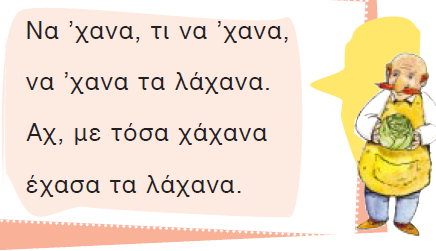 Να ’χανα, τι να ’χανα,
να ’χανα τα λάχανα.
Αχ, με τόσα χάχανα
έχασα τα λάχανα.